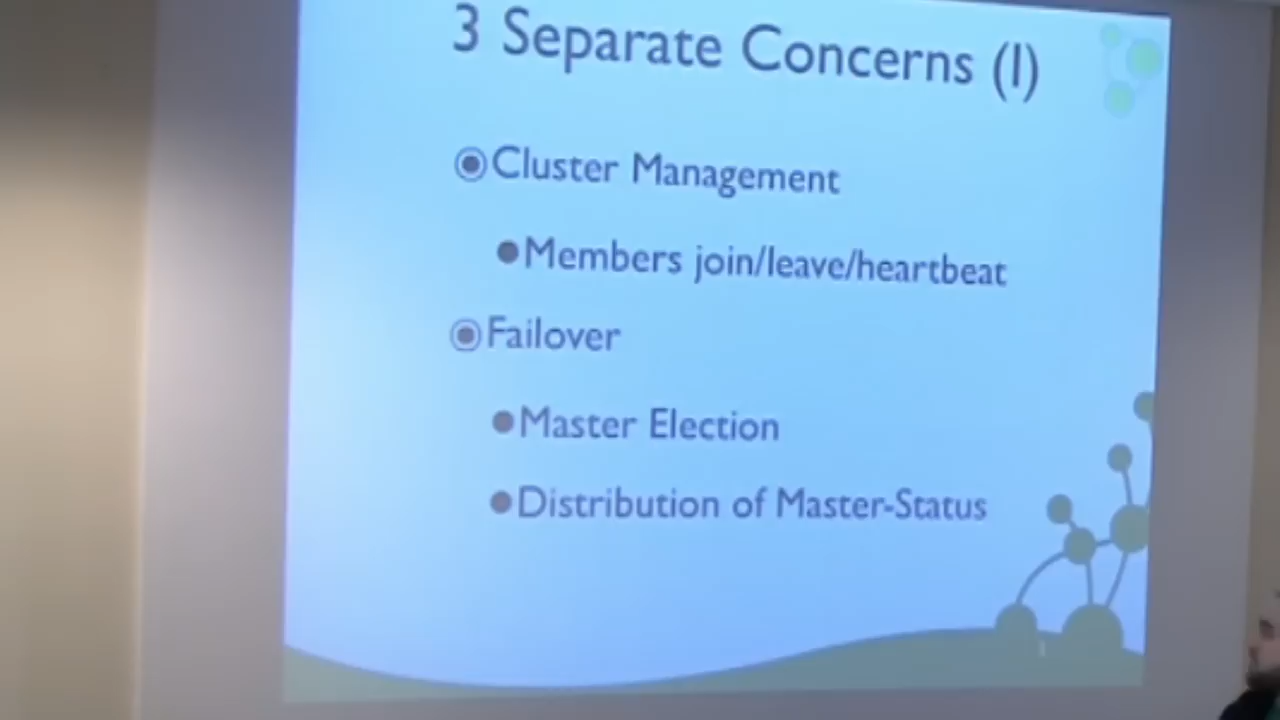 3 Separate Concerns (I)
Cluster Management
Members join/leave/heartbeat
Failover
Master Election
Distribution of Master-Status